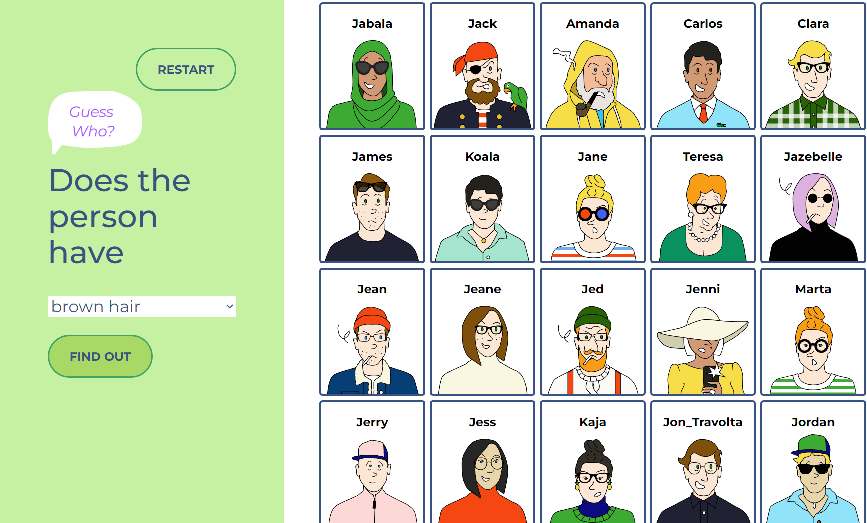 RESTART
Guess
Who?
Does the
person
have
brown hair
FIND OUT
Jabala
Jack
Amanda
Carlos
Clara
James
Koala
Jane
Teresa
Jazebelle
Jean
Jeane
Jed
Jenni
Marta
Jerry
Jess
Kaja
Jon_Travolta
Jordan